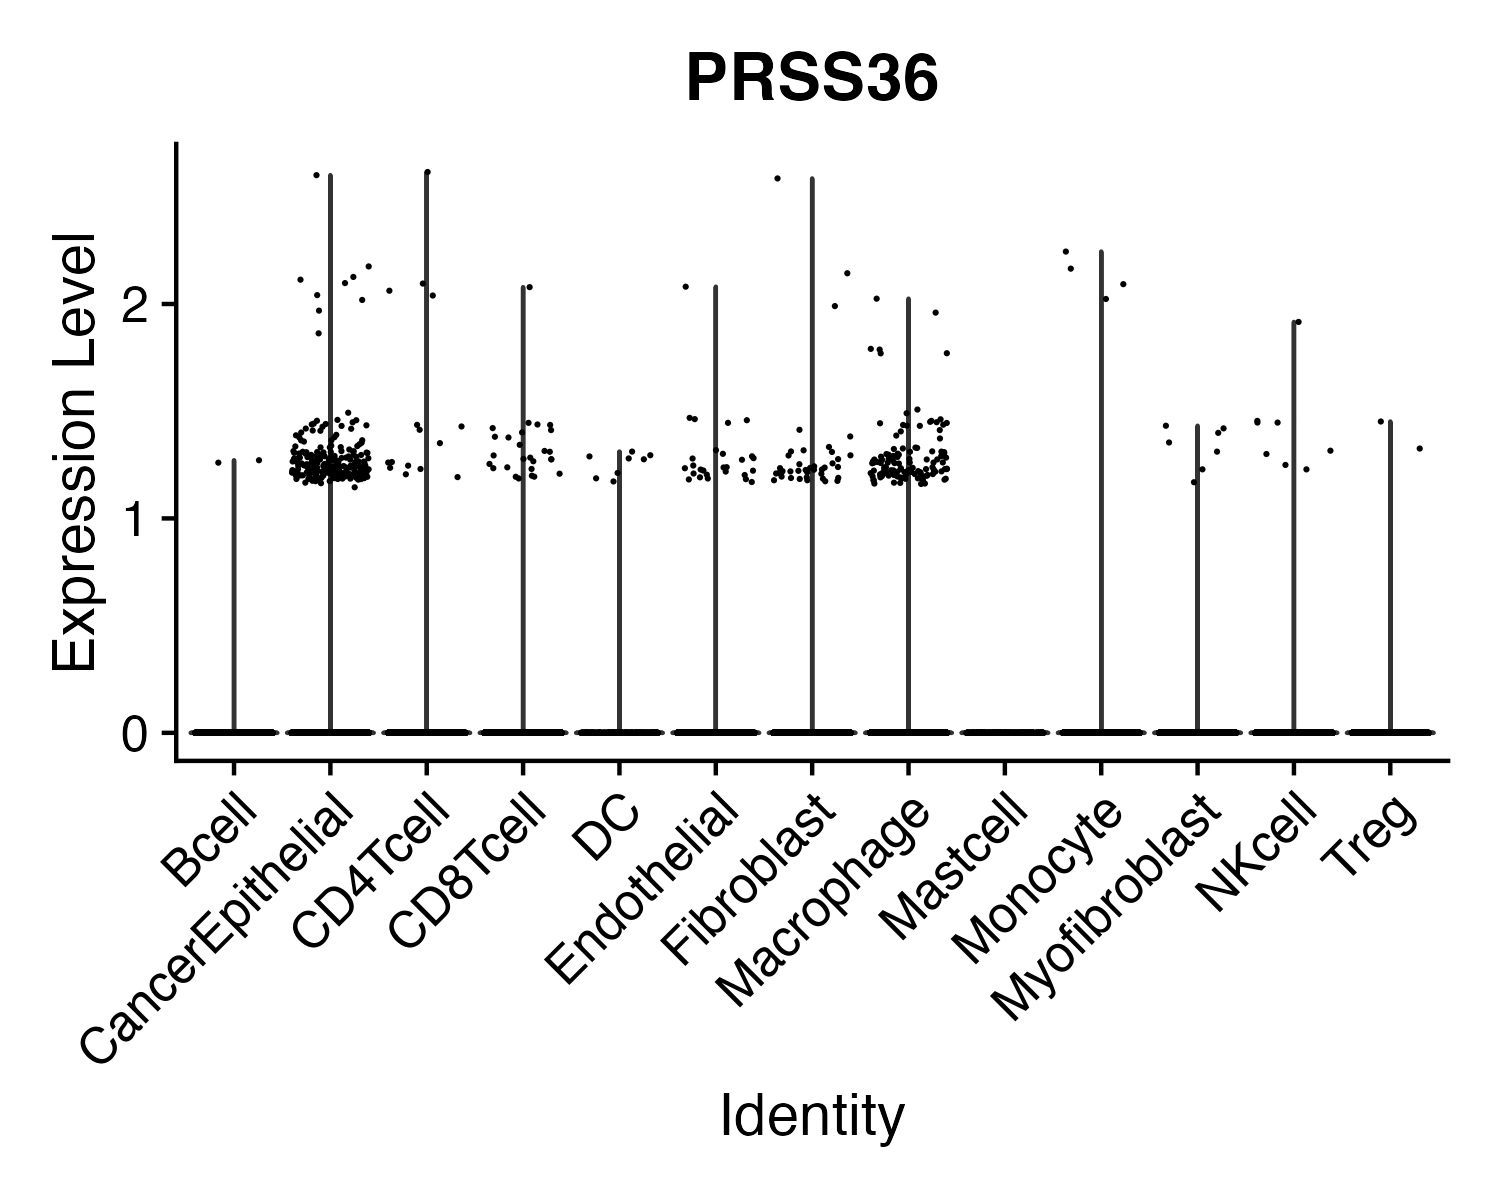 PRSS36
Expression Level
2
1
0
Bcell
CancerEpithelial
CD4Tcell
CD8Tcell
DC
Endothelial
Fibroblast
Macrophage
Mastcell
Monocyte
Myofibroblast
NKcell
Treg
Identity